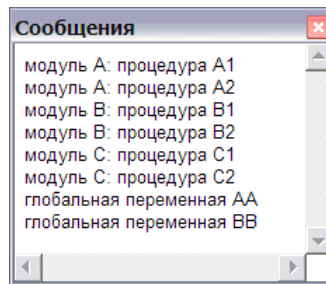 Сообщения
модуль A: процедура A1
модуль A: процедура A2
модуль B: процедура B1
модуль B: процедура B2
модуль C: процедура C1
модуль C: процедура C2
глобальная переменная AA
глобальная переменная BB